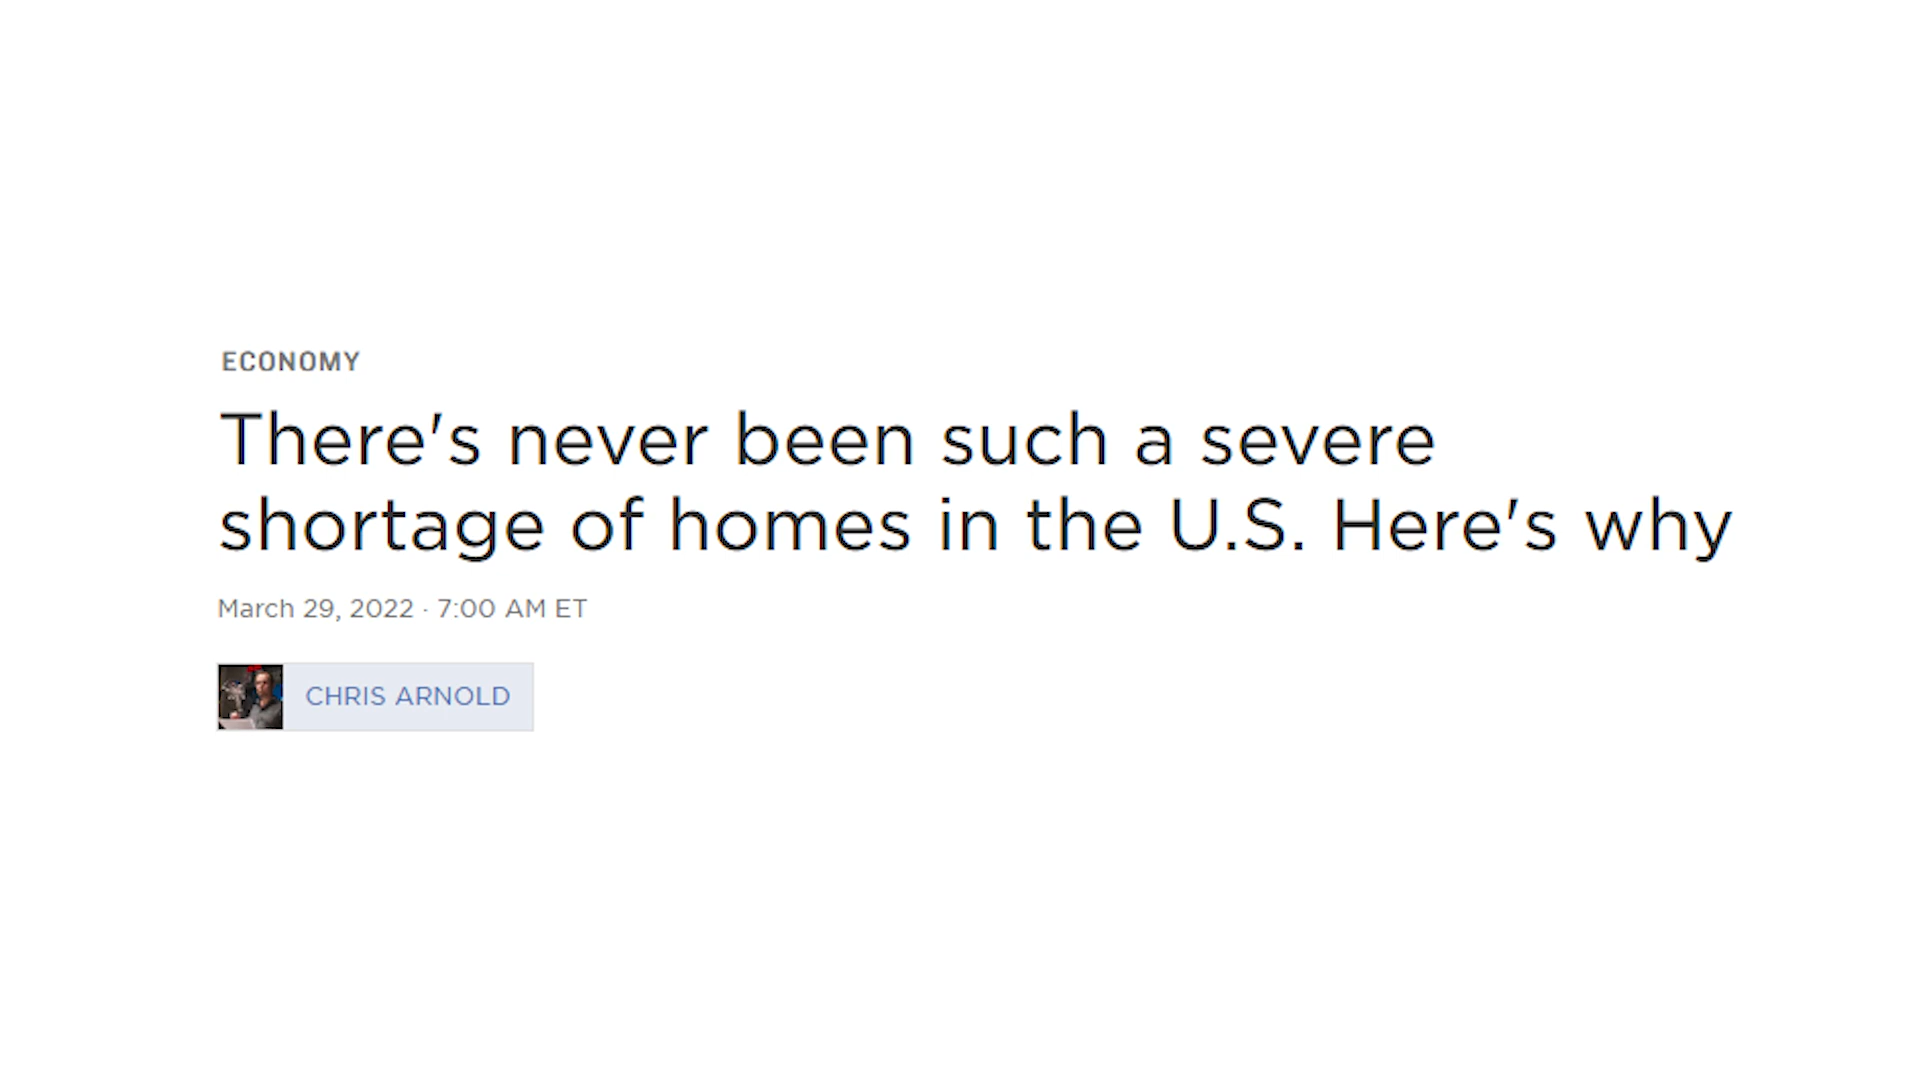 ECONOMY
There's never been such a severe
shortage of homes in the U.S. Here's why
March 29, 2022 · 7:00 AM ET
CHRIS ARNOLD